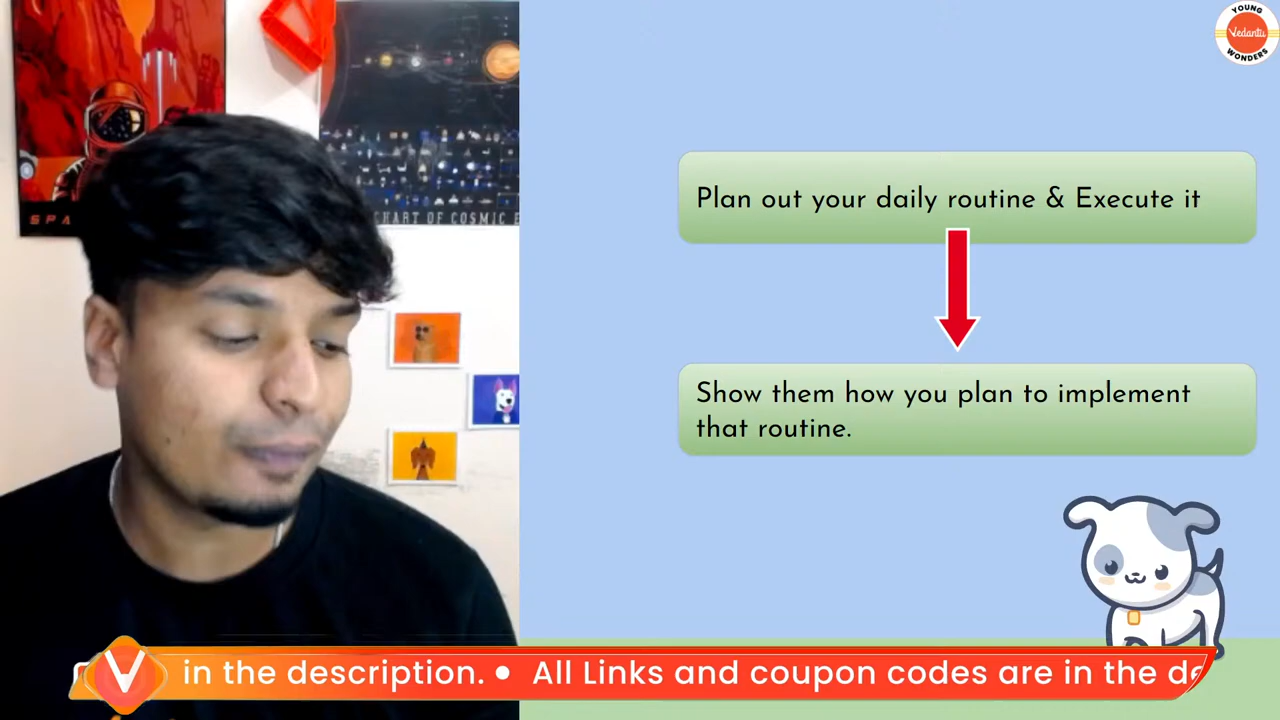 YOUNG
Vedantu
WONDERS
Plan out your daily routine & Execute it
Show them how you plan to implement
that routine.
SPA
CHART OF COSMIC E
V
in the description. • All Links and coupon codes are in the de